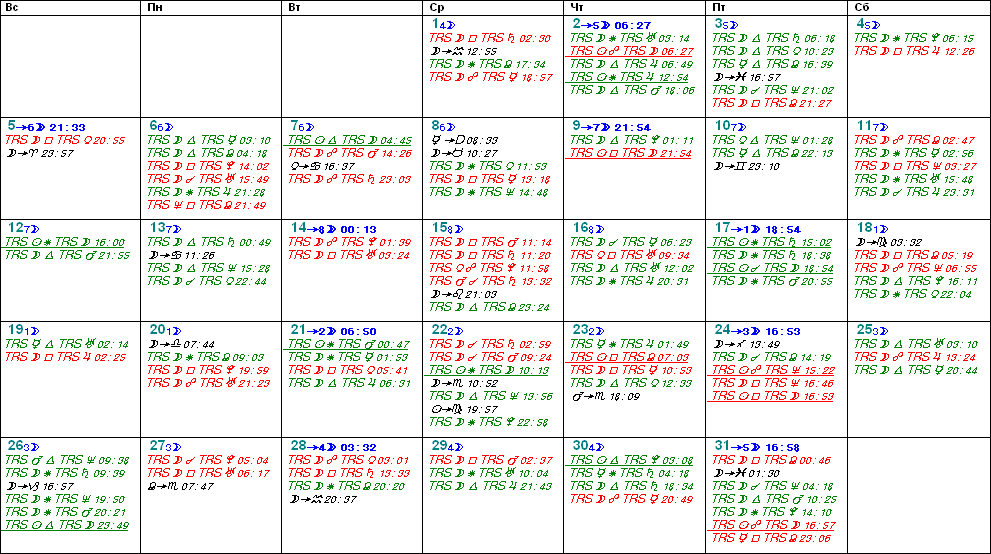 Вс Пн Вт Ср Чт Пт Сб
1 4☽
TRS ☽ □ TRS ♄ 02:30
☽→♒ 12:55
TRS ☽ ✶ TRS ☊ 17:34
TRS ☽ ☍ TRS ☿ 18:57
2→5☽ 06:27
TRS ☽ ✶ TRS ♅ 03:14
TRS ☉ ☍ TRS ☽ 06:27
TRS ☽ △ TRS ♃ 06:49
TRS ☉ ✶ TRS ♃ 12:54
TRS ☽ △ TRS ♂ 18:06
3 5☽
TRS ☽ △ TRS ♄ 06:18
TRS ☽ △ TRS ♀ 10:23
TRS ☿ △ TRS ☊ 16:39
☽→♓ 16:57
TRS ☽ ☌ TRS ♆ 21:02
TRS ☽ □ TRS ☊ 21:27
4 5☽
TRS ☽ ✶ TRS ♇ 06:15
TRS ☽ □ TRS ♃ 12:26
5→6☽ 21:33
TRS ☽ □ TRS ♀ 20:55
☽→♈ 23:57
6 6☽
TRS ☽ △ TRS ☿ 03:10
TRS ☽ △ TRS ☊ 04:18
TRS ☽ □ TRS ♇ 14:02
TRS ☽ ☌ TRS ♅ 15:49
TRS ☽ ✶ TRS ♃ 21:28
TRS ♆ □ TRS ☊ 21:49
7 6☽
TRS ☉ △ TRS ☽ 04:45
TRS ☽ ☍ TRS ♂ 14:26
♀→♋ 16:37
TRS ☽ ☍ TRS ♄ 23:03
8 6☽
☿→D 08:33
☽→♉ 10:27
TRS ☽ ✶ TRS ♀ 11:53
TRS ☽ □ TRS ☿ 13:18
TRS ☽ ✶ TRS ♆ 14:48
9→7☽ 21:54
TRS ☽ △ TRS ♇ 01:11
TRS ☉ □ TRS ☽ 21:54
10 7☽
TRS ♀ △ TRS ♆ 01:28
TRS ♀ △ TRS ☊ 22:13
☽→♊ 23:10
11 7☽
TRS ☽ ☍ TRS ☊ 02:47
TRS ☽ ✶ TRS ☿ 02:56
TRS ☽ □ TRS ♆ 03:27
TRS ☽ ✶ TRS ♅ 15:48
TRS ☽ ☌ TRS ♃ 23:31
12 7☽
TRS ☉ ✶ TRS ☽ 16:00
TRS ☽ △ TRS ♂ 21:55
13 7☽
TRS ☽ △ TRS ♄ 00:49
☽→♋ 11:26
TRS ☽ △ TRS ♆ 15:28
TRS ☽ ☌ TRS ♀ 22:44
14→8☽ 00:13
TRS ☽ ☍ TRS ♇ 01:39
TRS ☽ □ TRS ♅ 03:24
15 8☽
TRS ☽ □ TRS ♂ 11:14
TRS ☽ □ TRS ♄ 11:20
TRS ♀ ☍ TRS ♇ 11:58
TRS ♂ ☌ TRS ♄ 13:32
☽→♌ 21:03
TRS ☽ △ TRS ☊ 23:24
16 8☽
TRS ☽ ☌ TRS ☿ 06:23
TRS ♀ □ TRS ♅ 09:34
TRS ☽ △ TRS ♅ 12:02
TRS ☽ ✶ TRS ♃ 20:31
17→1☽ 18:54
TRS ☉ ✶ TRS ♄ 15:02
TRS ☽ ✶ TRS ♄ 18:38
TRS ☉ ☌ TRS ☽ 18:54
TRS ☽ ✶ TRS ♂ 20:55
18 1☽
☽→♍ 03:32
TRS ☽ □ TRS ☊ 05:19
TRS ☽ ☍ TRS ♆ 06:55
TRS ☽ △ TRS ♇ 16:11
TRS ☽ ✶ TRS ♀ 22:04
19 1☽
TRS ☿ △ TRS ♅ 02:14
TRS ☽ □ TRS ♃ 02:25
20 1☽
☽→♎ 07:44
TRS ☽ ✶ TRS ☊ 09:03
TRS ☽ □ TRS ♇ 19:59
TRS ☽ ☍ TRS ♅ 21:23
21→2☽ 06:50
TRS ☉ ✶ TRS ♂ 00:47
TRS ☽ ✶ TRS ☿ 01:53
TRS ☽ □ TRS ♀ 05:41
TRS ☽ △ TRS ♃ 06:31
22 2☽
TRS ☽ ☌ TRS ♄ 02:59
TRS ☽ ☌ TRS ♂ 09:24
TRS ☉ ✶ TRS ☽ 10:13
☽→♏ 10:52
TRS ☽ △ TRS ♆ 13:56
☉→♍ 19:57
TRS ☽ ✶ TRS ♇ 22:58
23 2☽
TRS ☿ ✶ TRS ♃ 01:49
TRS ☉ □ TRS ☊ 07:03
TRS ☽ □ TRS ☿ 10:53
TRS ☽ △ TRS ♀ 12:33
♂→♏ 18:09
24→3☽ 16:53
☽→♐ 13:49
TRS ☽ ☌ TRS ☊ 14:19
TRS ☉ ☍ TRS ♆ 15:22
TRS ☽ □ TRS ♆ 16:46
TRS ☉ □ TRS ☽ 16:53
25 3☽
TRS ☽ △ TRS ♅ 03:10
TRS ☽ ☍ TRS ♃ 13:24
TRS ☽ △ TRS ☿ 20:44
26 3☽
TRS ♂ △ TRS ♆ 09:38
TRS ☽ ✶ TRS ♄ 09:39
☽→♑ 16:57
TRS ☽ ✶ TRS ♆ 19:50
TRS ☽ ✶ TRS ♂ 20:21
TRS ☉ △ TRS ☽ 23:49
27 3☽
TRS ☽ ☌ TRS ♇ 05:04
TRS ☽ □ TRS ♅ 06:17
☊→♏ 07:47
28→4☽ 03:32
TRS ☽ ☍ TRS ♀ 03:01
TRS ☽ □ TRS ♄ 13:33
TRS ☽ ✶ TRS ☊ 20:20
☽→♒ 20:37
29 4☽
TRS ☽ □ TRS ♂ 02:37
TRS ☽ ✶ TRS ♅ 10:04
TRS ☽ △ TRS ♃ 21:43
30 4☽
TRS ☉ △ TRS ♇ 03:08
TRS ☿ ✶ TRS ♄ 04:18
TRS ☽ △ TRS ♄ 18:34
TRS ☽ ☍ TRS ☿ 20:49
31→5☽ 16:58
TRS ☽ □ TRS ☊ 00:46
☽→♓ 01:30
TRS ☽ ☌ TRS ♆ 04:18
TRS ☽ △ TRS ♂ 10:25
TRS ☽ ✶ TRS ♇ 14:10
TRS ☉ ☍ TRS ☽ 16:57
TRS ☿ □ TRS ☊ 23:06